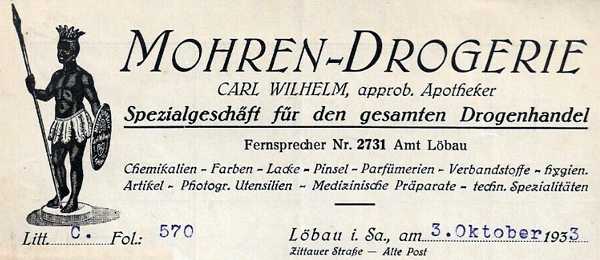 MOHREN-DROGERIE
CARL WILHELM, approb. Apotheker
Spezialgeschäft für den gesamten Drogenhandel
Fernsprecher Nr. 2731 Amt Löbau
Chemikalien - Farben - Lacke - Pinsel - Parfümerien - Verbandstoffe - hygien.
Artikel - Photogr. Utensilien - Medizinische Präparate - techn. Spezialitäten
Litt. C. Fol: 570 Löbau i. Sa., am 3.Oktober 1933
Zittauer Straße - Alte Post